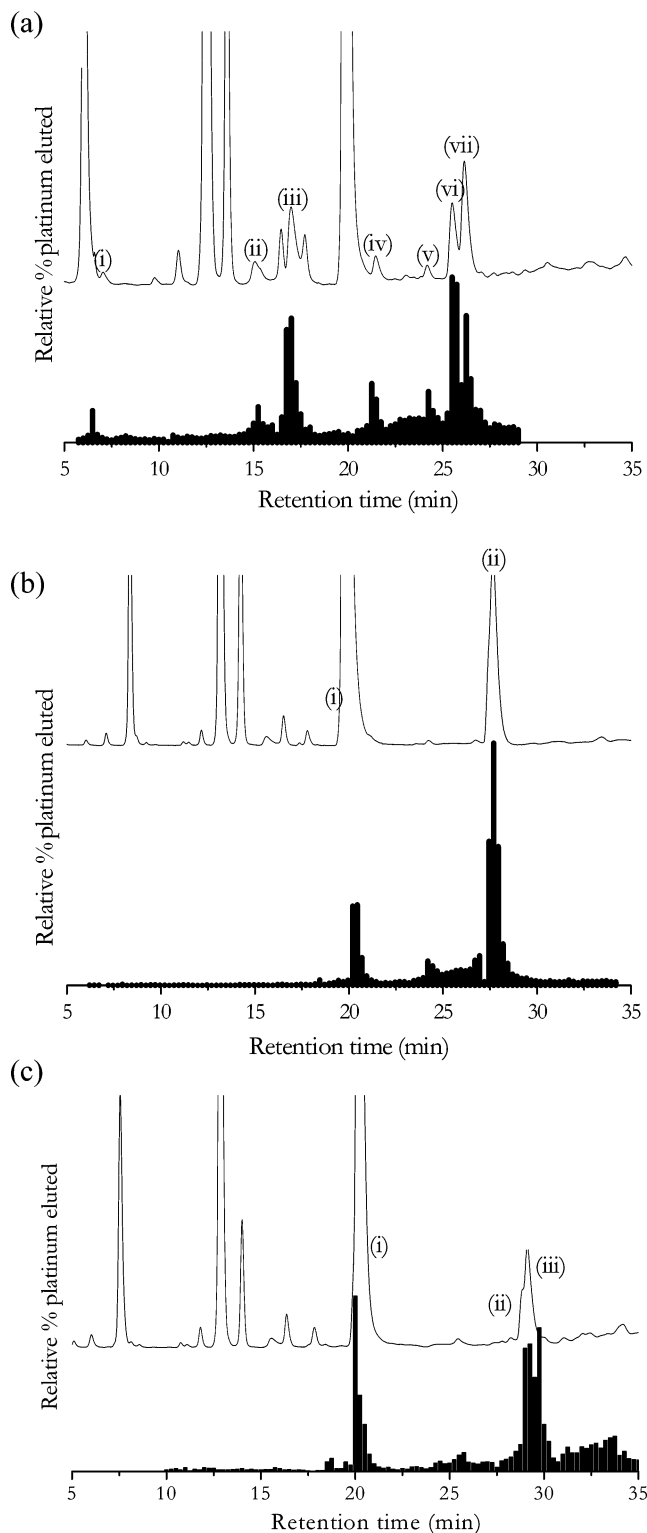 (a)
(vii)
(vi)
(iii)
(ii)
(iv)
(v)
(i)
Relative % platinum eluted
5 10 15 20 25 30 35
Retention time (min)
(b)
(ii)
(i)
Relative % platinum eluted
5 10 15 20 25 30 35
Retention time (min)
(c)
(i)
(iii)
(ii)
Relative % platinum eluted
5 10 15 20 25 30 35
Retention time (min)